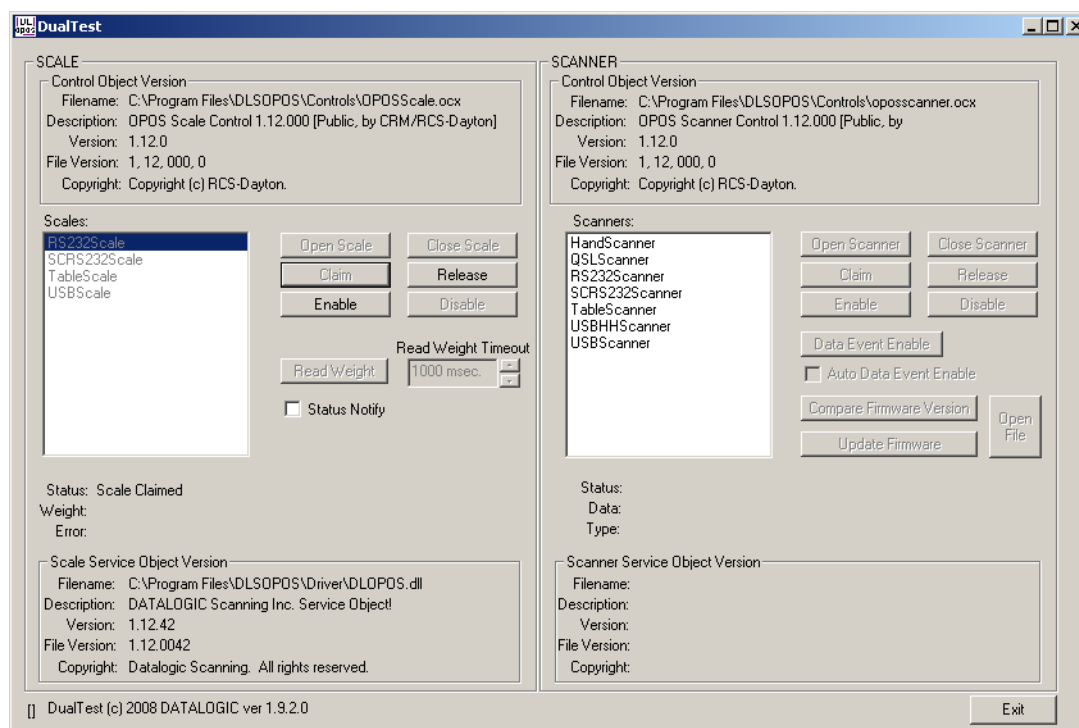 UL
opos
DualTest
SCALE
Control Object Version
Filename: C:\Program Files\DLSOPOS\Controls\OPOSScale.ocx
Description: OPOS Scale Control 1.12.000 [Public, by CRM/RCS-Dayton]
Version: 1.12.0
File Version: 1, 12, 000, 0
Copyright: Copyright (c) RCS-Dayton.
Scales:
RS232Scale
SCRS232Scale
TableScale
USBScale
Open Scale
Close Scale
Claim
Release
Enable
Disable
Read Weight Timeout
Read Weight
1000 msec.
Status Notify
Status: Scale Claimed
Weight:
Error:
Scale Service Object Version
Filename: C:\Program Files\DLSOPOS\Driver\DLOPOS.dll
Description: DATALOGIC Scanning Inc. Service Object!
Version: 1.12.42
File Version: 1.12.0042
Copyright: Datalogic Scanning. All rights reserved.
SCANNER
Control Object Version
Filename: C:\Program Files\DLSOPOS\Controls\oposscanner.ocx
Description: OPOS Scanner Control 1.12.000 [Public, by
Version: 1.12.0
File Version: 1, 12, 000, 0
Copyright: Copyright (c) RCS-Dayton.
Scanners:
HandScanner
QSLScanner
RS232Scanner
SCRS232Scanner
TableScanner
USBHHScanner
USBScanner
Open Scanner
Close Scanner
Claim
Release
Enable
Disable
Data Event Enable
Auto Data Event Enable
Compare Firmware Version
Open File
Update Firmware
Status:
Data:
Type:
Scanner Service Object Version
Filename:
Description:
Version:
File Version:
Copyright:
[] DualTest (c) 2008 DATALOGIC ver 1.9.2.0
Exit